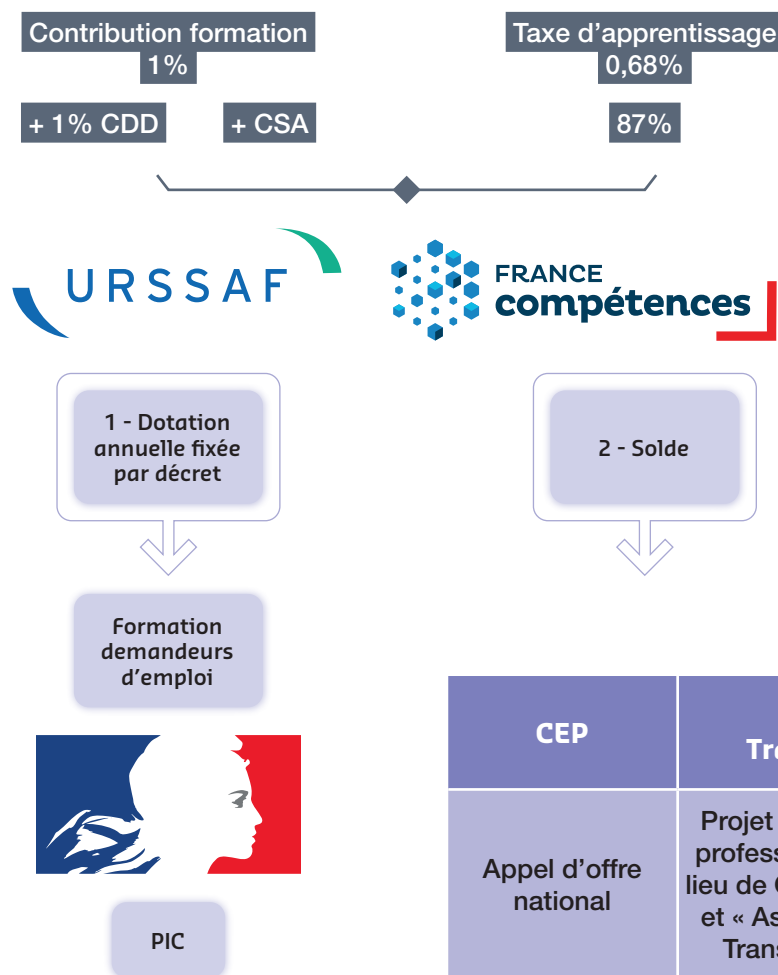 Contribution formation
1%
+ 1% CDD
+ CSA
Taxe d’apprentissage
0,68%
87%
URSSAF
FRANCE
compétences
1 - Dotation
annuelle fixée
par décret
2 - Solde
Formation
demandeurs
d’emploi
PIC
CEP
Appel d’offre
national
Projet
lieu de
et «